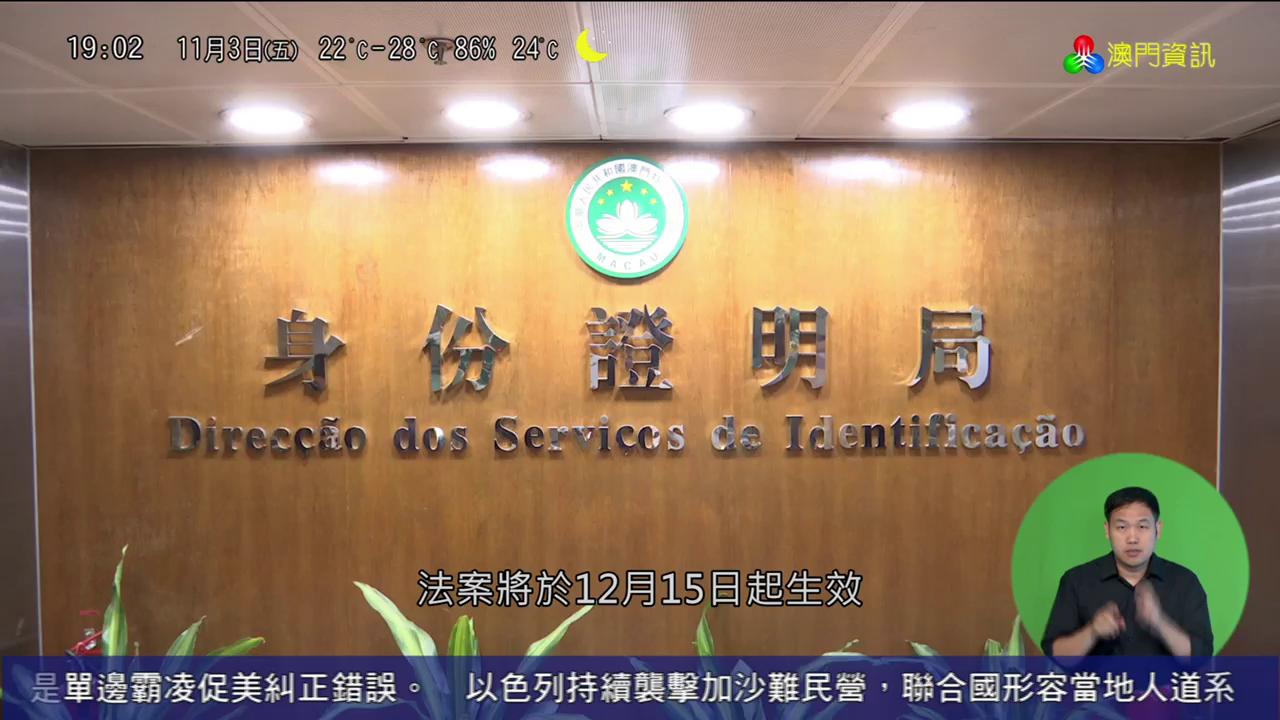 19:02 11月3日(五) 22°C-28°C 86% 24°C
澳門資訊
MACAU
身份證明局
Direcção dos Serviços de Identificação
法案將於12月15日起生效
是單邊霸凌促美糾正錯誤。 以色列持續襲擊加沙難民營，聯合國形容當地人道系